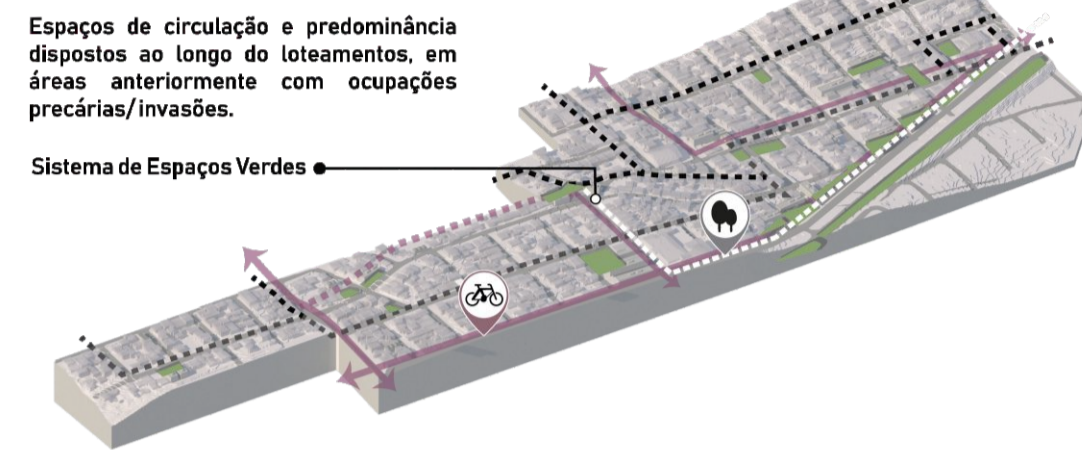 Espaços de circulação e predominância
dispostos ao longo do loteamentos, em
áreas anteriormente com ocupações
precárias/invasões.
Sistema de Espaços Verdes